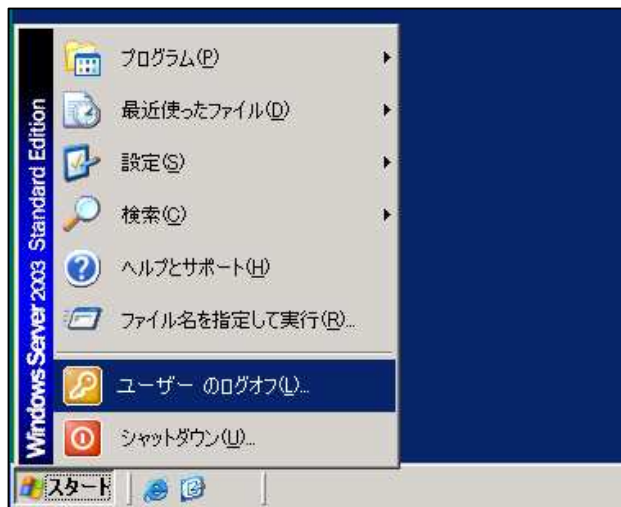 プログラム(P)
最近使ったファイル(D)
設定(S)
検索(C)
ヘルプとサポート(H)
ファイル名を指定して実行(R)...
ユーザー のログオフ(L)...
シャットダウン(U)...
Windows Server 2003 Standard Edition
スタート